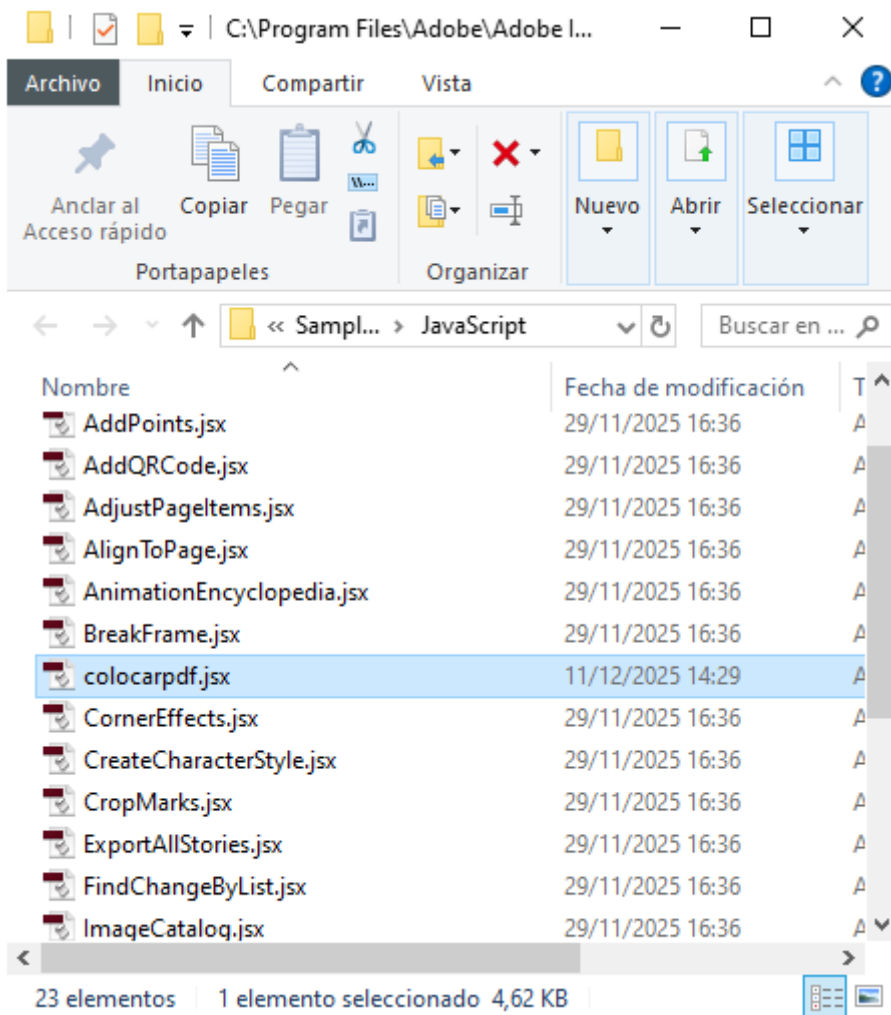 C:\Program Files\Adobe\Adobe I...
Archivo Inicio Compartir Vista
Anclar al
Acceso rápido
Copiar
Pegar
Nuevo
Abrir
Seleccionar
Portapapeles
Organizar
« Sampl... › JavaScript
Buscar en ...
Nombre Fecha de modificación T
AddPoints.jsx 29/11/2025 16:36 A
AddQRCode.jsx 29/11/2025 16:36 A
AdjustPageItems.jsx 29/11/2025 16:36 A
AlignToPage.jsx 29/11/2025 16:36 A
AnimationEncyclopedia.jsx 29/11/2025 16:36 A
BreakFrame.jsx 29/11/2025 16:36 A
colocarpdf.jsx 11/12/2025 14:29 A
CornerEffects.jsx 29/11/2025 16:36 A
CreateCharacterStyle.jsx 29/11/2025 16:36 A
CropMarks.jsx 29/11/2025 16:36 A
ExportAllStories.jsx 29/11/2025 16:36 A
FindChangeByList.jsx 29/11/2025 16:36 A
ImageCatalog.jsx 29/11/2025 16:36 A
23 elementos 1 elemento seleccionado 4,62 KB